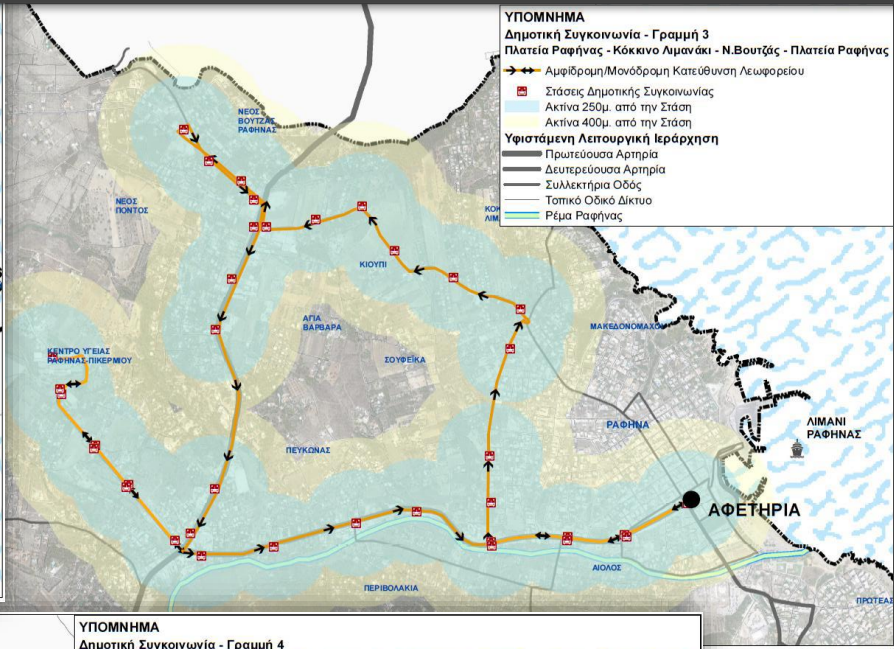 ΥΠΟΜΝΗΜΑ
Δημοτική Συγκοινωνία - Γραμμή 3
Πλατεία Ραφήνας - Κόκκινο Λιμανάκι - Ν.Βουτζάς - Πλατεία Ραφήνας
Αμφίδρομη/Μονόδρομη Κατεύθυνση Λεωφορείου
Στάσεις Δημοτικής Συγκοινωνίας
Ακτίνα 250μ. από την Στάση
Ακτίνα 400μ. από την Στάση
Υφιστάμενη Λειτουργική Ιεράρχηση
Πρωτεύουσα Αρτηρία
Δευτερεύουσα Αρτηρία
Συλλεκτήρια Οδός
Τοπικό Οδικό Δίκτυο
Ρέμα Ραφήνας
ΝΕΟΣ
ΒΟΥΤΖΑΣ
ΡΑΦΗΝΑΣ
ΝΕΟΣ
ΠΟΝΤΟΣ
ΚΟΚ
ΛΙΜ
ΚΙΟΥΠΙ
ΑΓΙΑ
ΒΑΡΒΑΡΑ
ΜΑΚΕΔΟΝΟΜΑΧΟΙ
ΣΟΥΦΕΪΚΑ
ΚΕΝΤΡΟ ΥΓΕΙΑΣ
ΡΑΦΗΝΑΣ-ΠΙΚΕΡΜΙΟΥ
ΡΑΦΗΝΑ
ΛΙΜΑΝΙ
ΡΑΦΗΝΑΣ
ΠΕΥΚΩΝΑΣ
ΑΦΕΤΗΡΙΑ
ΑΙΟΛΟΣ
ΠΕΡΙΒΟΛΑΚΙΑ
ΠΡΩΤΕΑΣ
ΥΠΟΜΝΗΜΑ
Δημοτική Συγκοινωνία - Γραμμή 4